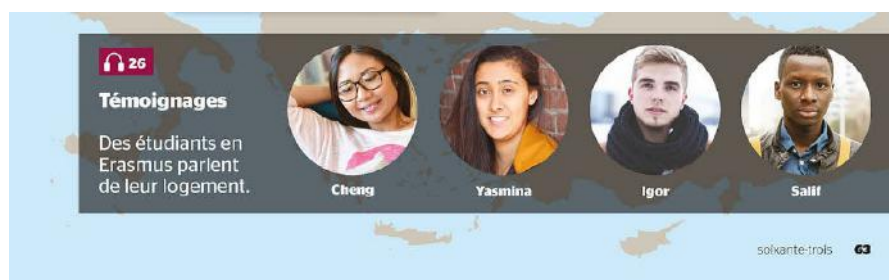 26
Témoignages
Des étudiants en
Erasmus parlent
de leur logement.
Cheng
Yasmina
Igor
Salif
soixante-trois 63